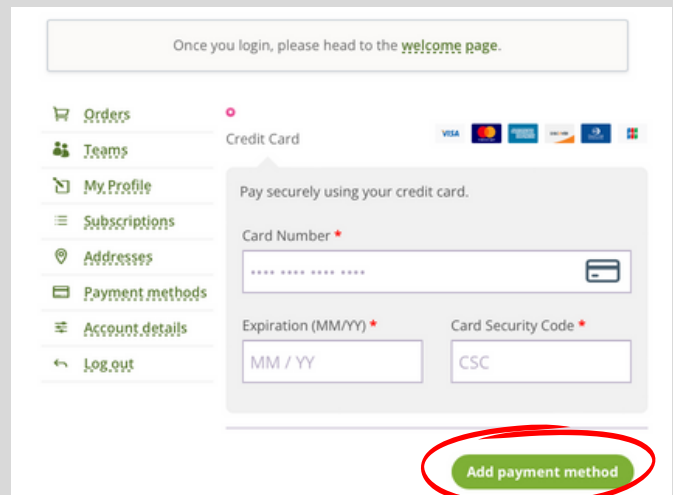 Once you login, please head to the welcome page.
Orders
Teams
My Profile
Subscriptions
Addresses
Payment methods
Account details
Log out
Credit Card
VISA
Pay securely using your credit card.
Card Number *
•••• •••• •••• ••••
Expiration (MM/YY) *
Card Security Code *
MM / YY
CSC
Add payment method